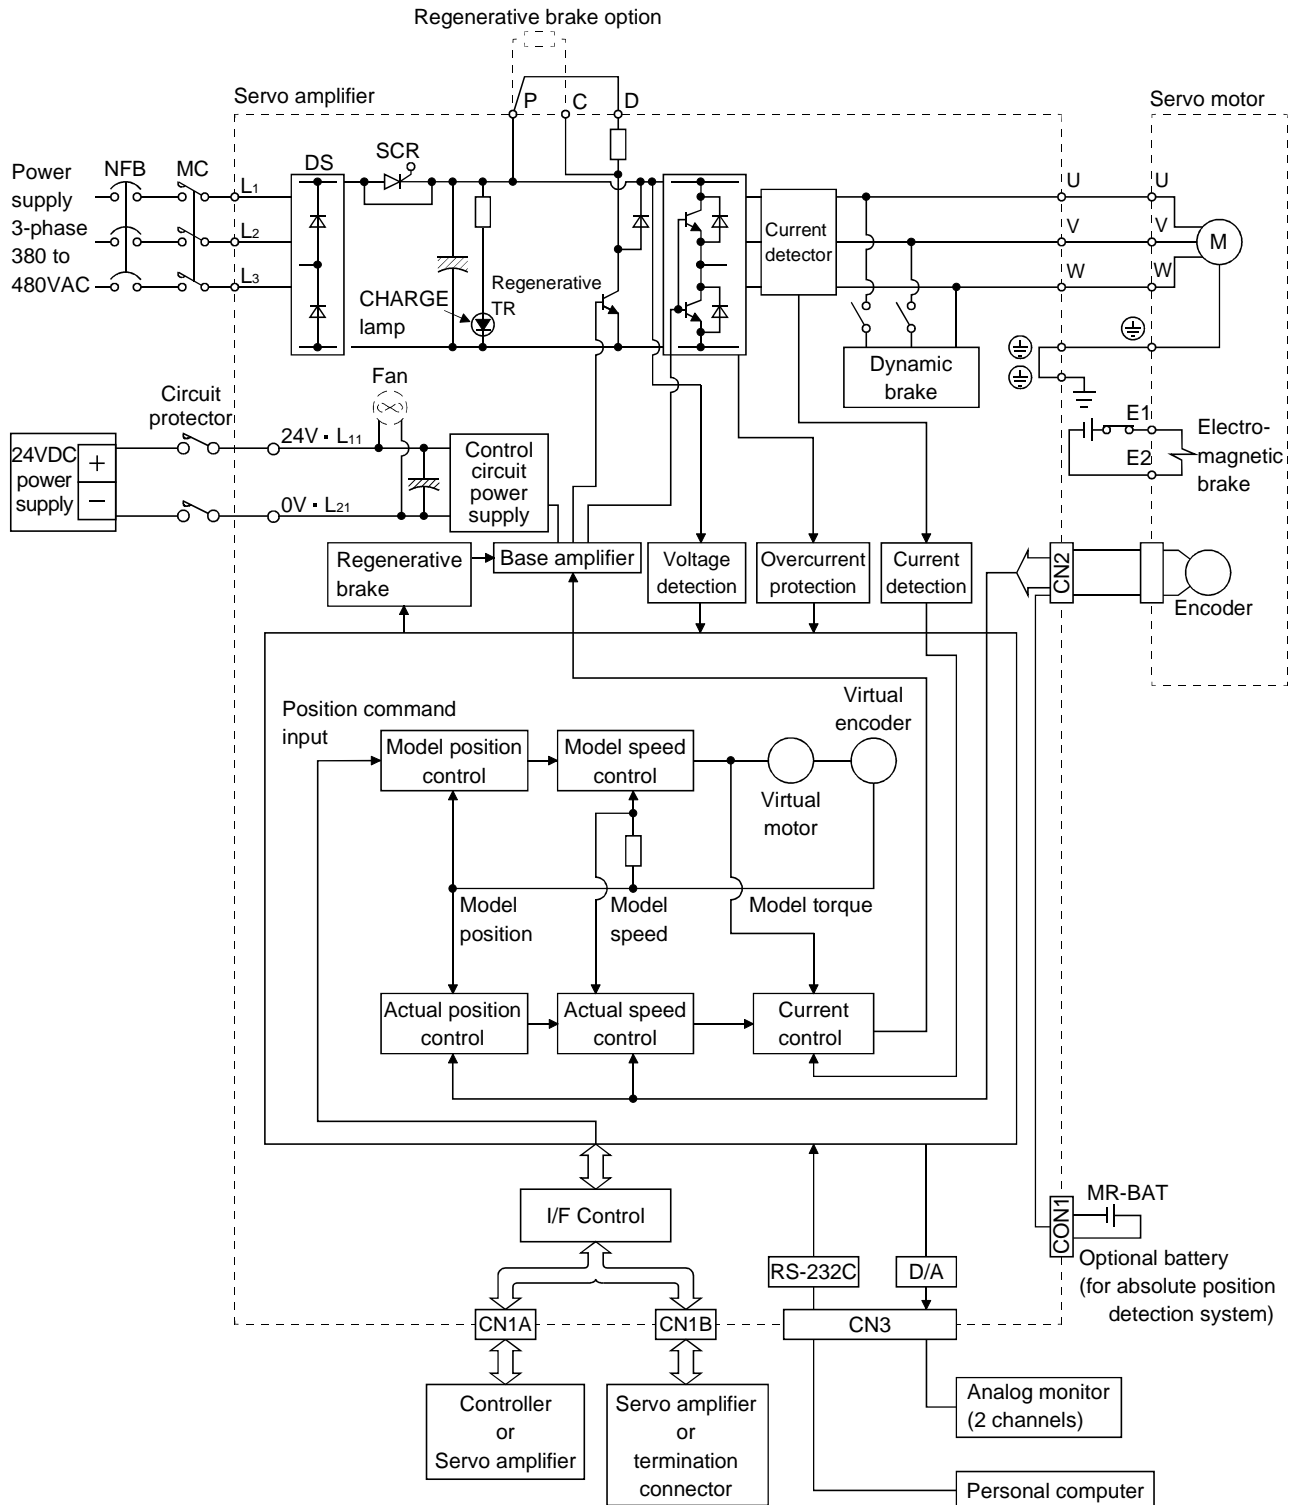 Regenerative brake option
Servo amplifier
P
C
D
Servo motor
Power
supply
3-phase
380 to
480VAC
NFB
MC
L1
L2
L3
DS
SCR
CHARGE
lamp
Regenerative
TR
Current
detector
U
V
W
U
V
W
M
Dynamic
brake
E1
E2
Electro-
magnetic
brake
Circuit
protector
Fan
24VDC
power
supply
+
−
24V · L11
0V · L21
Control
circuit
power
supply
Regenerative
brake
Base amplifier
Voltage
detection
Overcurrent
protection
Current
detection
CN2
Encoder
Position command
input
Model position
control
Model speed
control
Virtual
encoder
Virtual
motor
Model
position
Model
speed
Model torque
Actual position
control
Actual speed
control
Current
control
I/F Control
RS-232C
D/A
CON1
MR-BAT
Optional battery
(for absolute position
detection system)
CN1A
CN1B
CN3
Controller
or
Servo amplifier
Servo amplifier
or
termination
connector
Analog monitor
(2 channels)
Personal computer